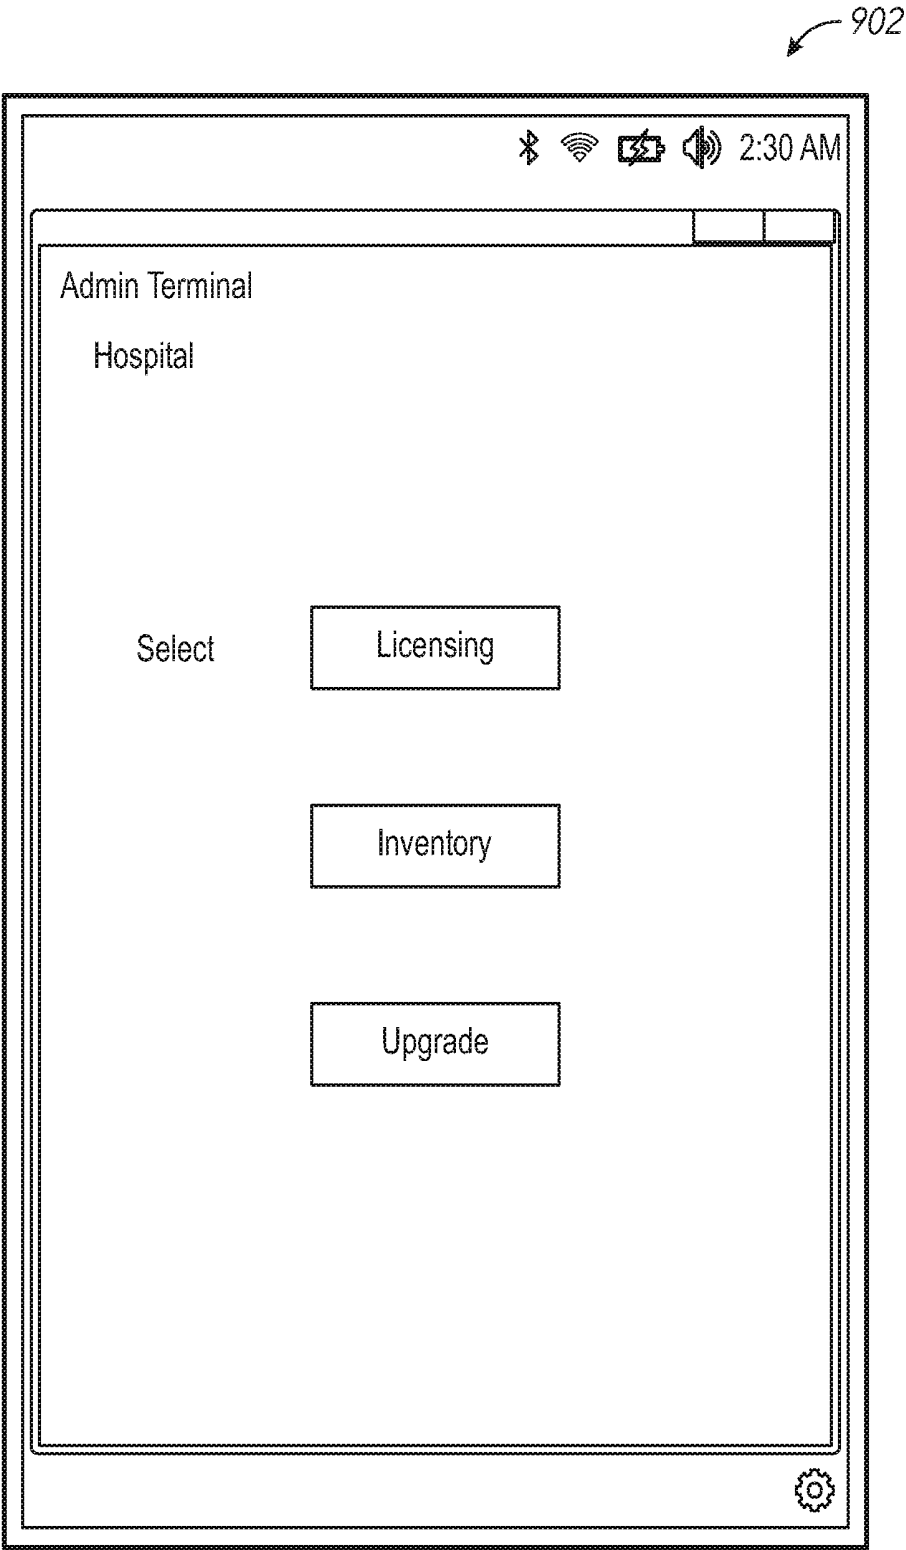 902
2:30 AM
Admin Terminal
Hospital
Select
Licensing
Inventory
Upgrade